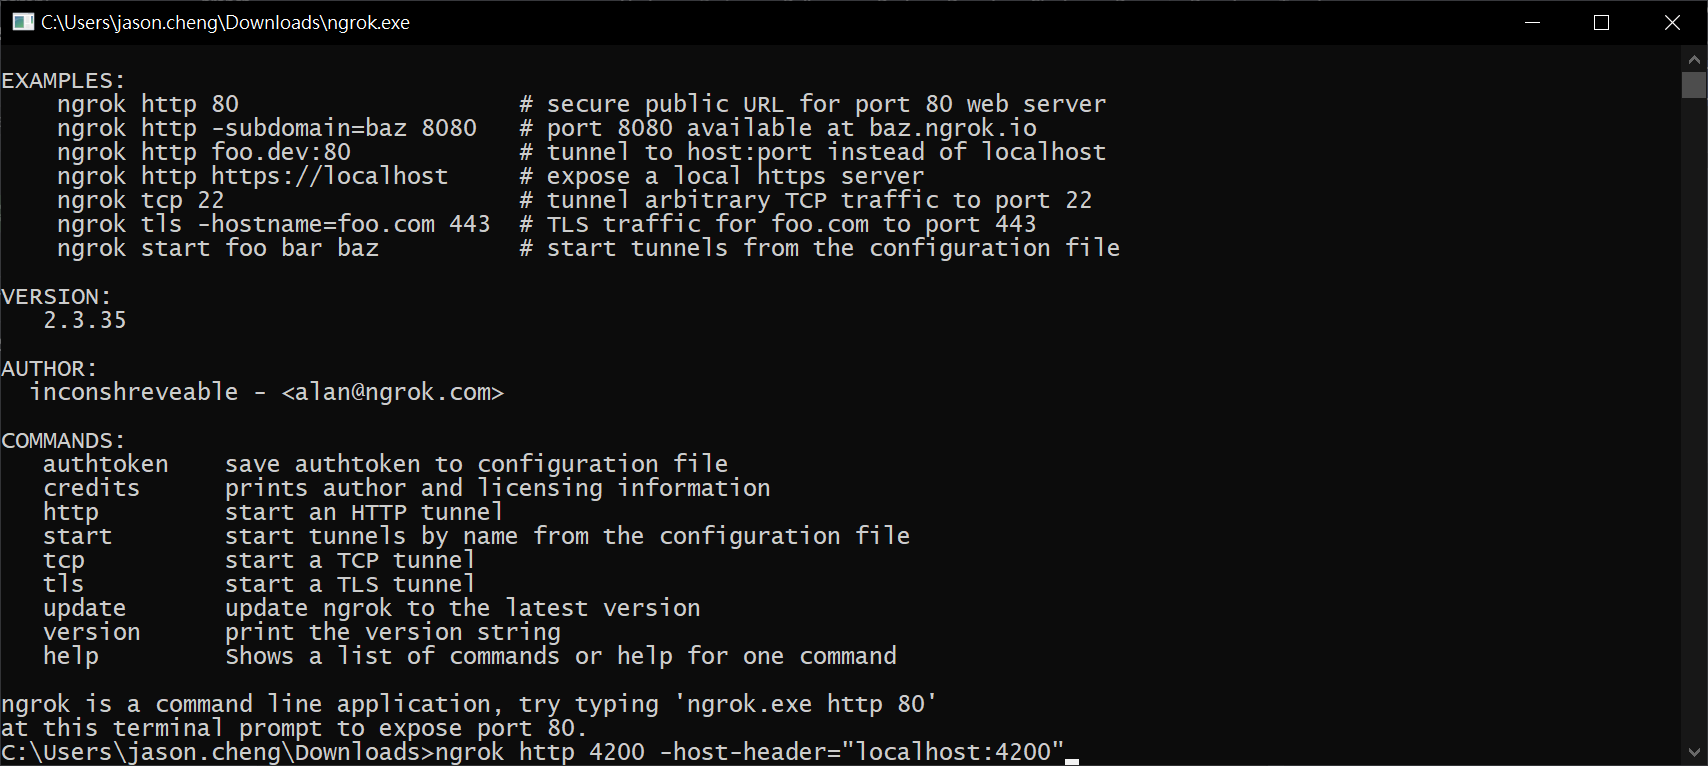 C:\Users\jason.cheng\Downloads\ngrok.exe
EXAMPLES:
    ngrok http 80                    # secure public URL for port 80 web server
    ngrok http -subdomain=baz 8080   # port 8080 available at baz.ngrok.io
    ngrok http foo.dev:80            # tunnel to host:port instead of localhost
    ngrok http https://localhost     # expose a local https server
    ngrok tcp 22                     # tunnel arbitrary TCP traffic to port 22
    ngrok tls -hostname=foo.com 443  # TLS traffic for foo.com to port 443
    ngrok start foo bar baz          # start tunnels from the configuration file
VERSION:
   2.3.35
AUTHOR:
  inconshreveable - <alan@ngrok.com>
COMMANDS:
   authtoken    save authtoken to configuration file
   credits      prints author and licensing information
   http         start an HTTP tunnel
   start        start tunnels by name from the configuration file
   tcp          start a TCP tunnel
   tls          start a TLS tunnel
   update       update ngrok to the latest version
   version      print the version string
   help         Shows a list of commands or help for one command
ngrok is a command line application, try typing 'ngrok.exe http 80'
at this terminal prompt to expose port 80.
C:\Users\jason.cheng\Downloads>ngrok http 4200 -host-header="localhost:4200"